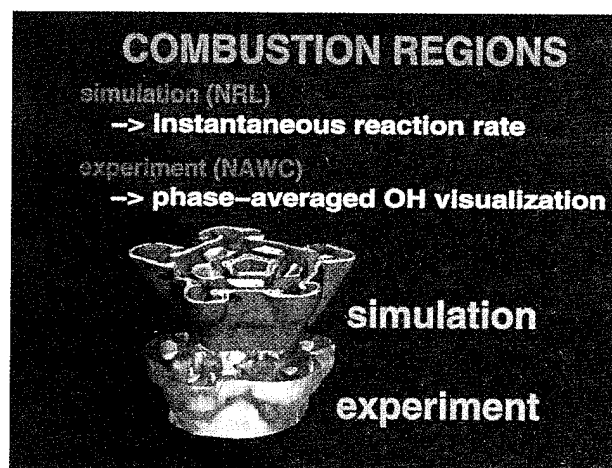 COMBUSTION REGIONS
simulation (NRL)
–> instantaneous reaction rate
experiment (NAWC)
–> phase–averaged OH visualization
simulation
experiment